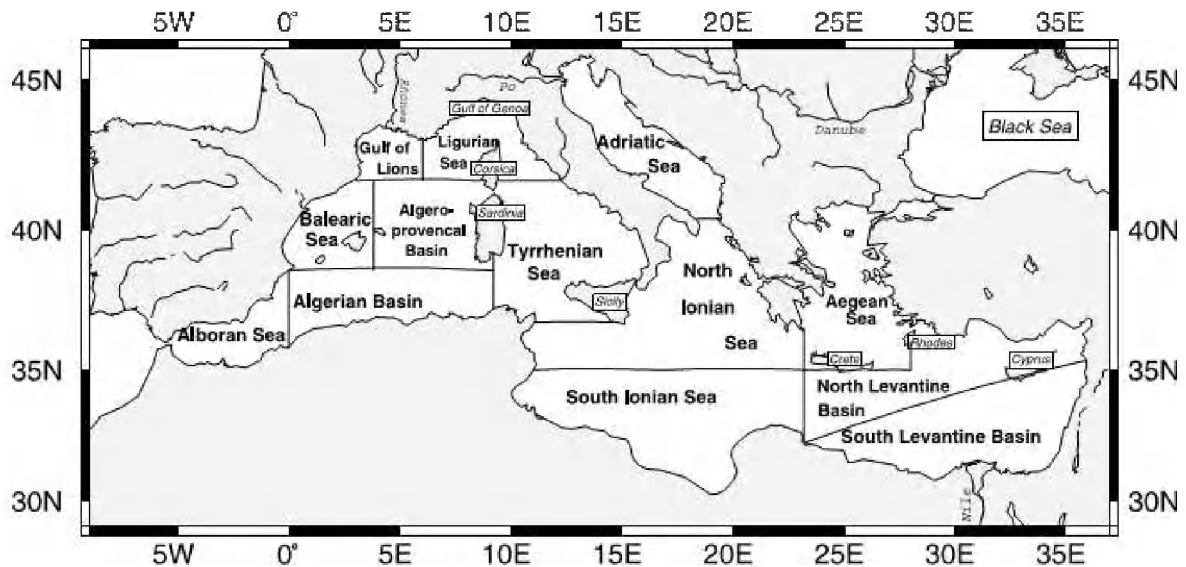 5W 0° 5E 10E 15E 20E 25E 30E 35E
45N 45N
Rhones
Po
Gulf of Genoa
Danube
Black Sea
Gulf of
Lions
Ligurian
Sea
Corsica
Adriatic
Sea
40N 40N
Balearic
Sea
Algero-
provencal
Basin
Sardinia
Tyrrhenian
Sea
North
Ionian
Sea
Aegean
Sea
Algerian Basin
Sicily
Alboran Sea
Rhodes
Crete
Cyprus
35N 35N
South Ionian Sea
North Levantine
Basin
South Levantine Basin
30N 30N
Nile
5W 0° 5E 10E 15E 20E 25E 30E 35E